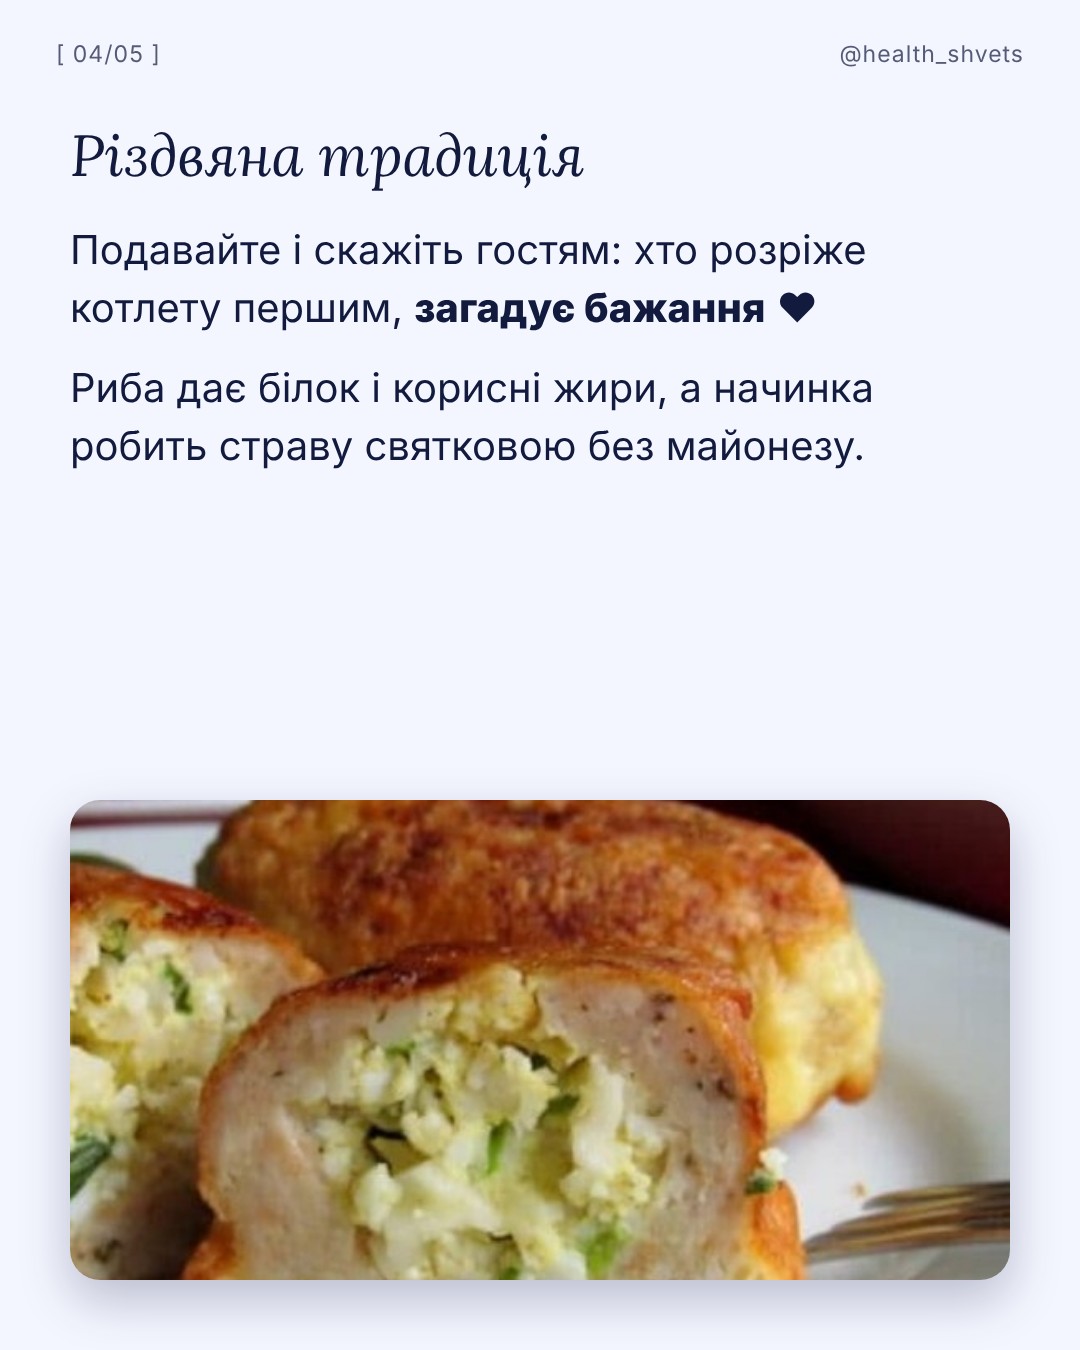 [ 04/05 ]
@health_shvets
Різдвяна традиція
Подавайте і скажіть гостям: хто розріже
котлету першим, загадує бажання ♥
Риба дає білок і корисні жири, а начинка
робить страву святковою без майонезу.